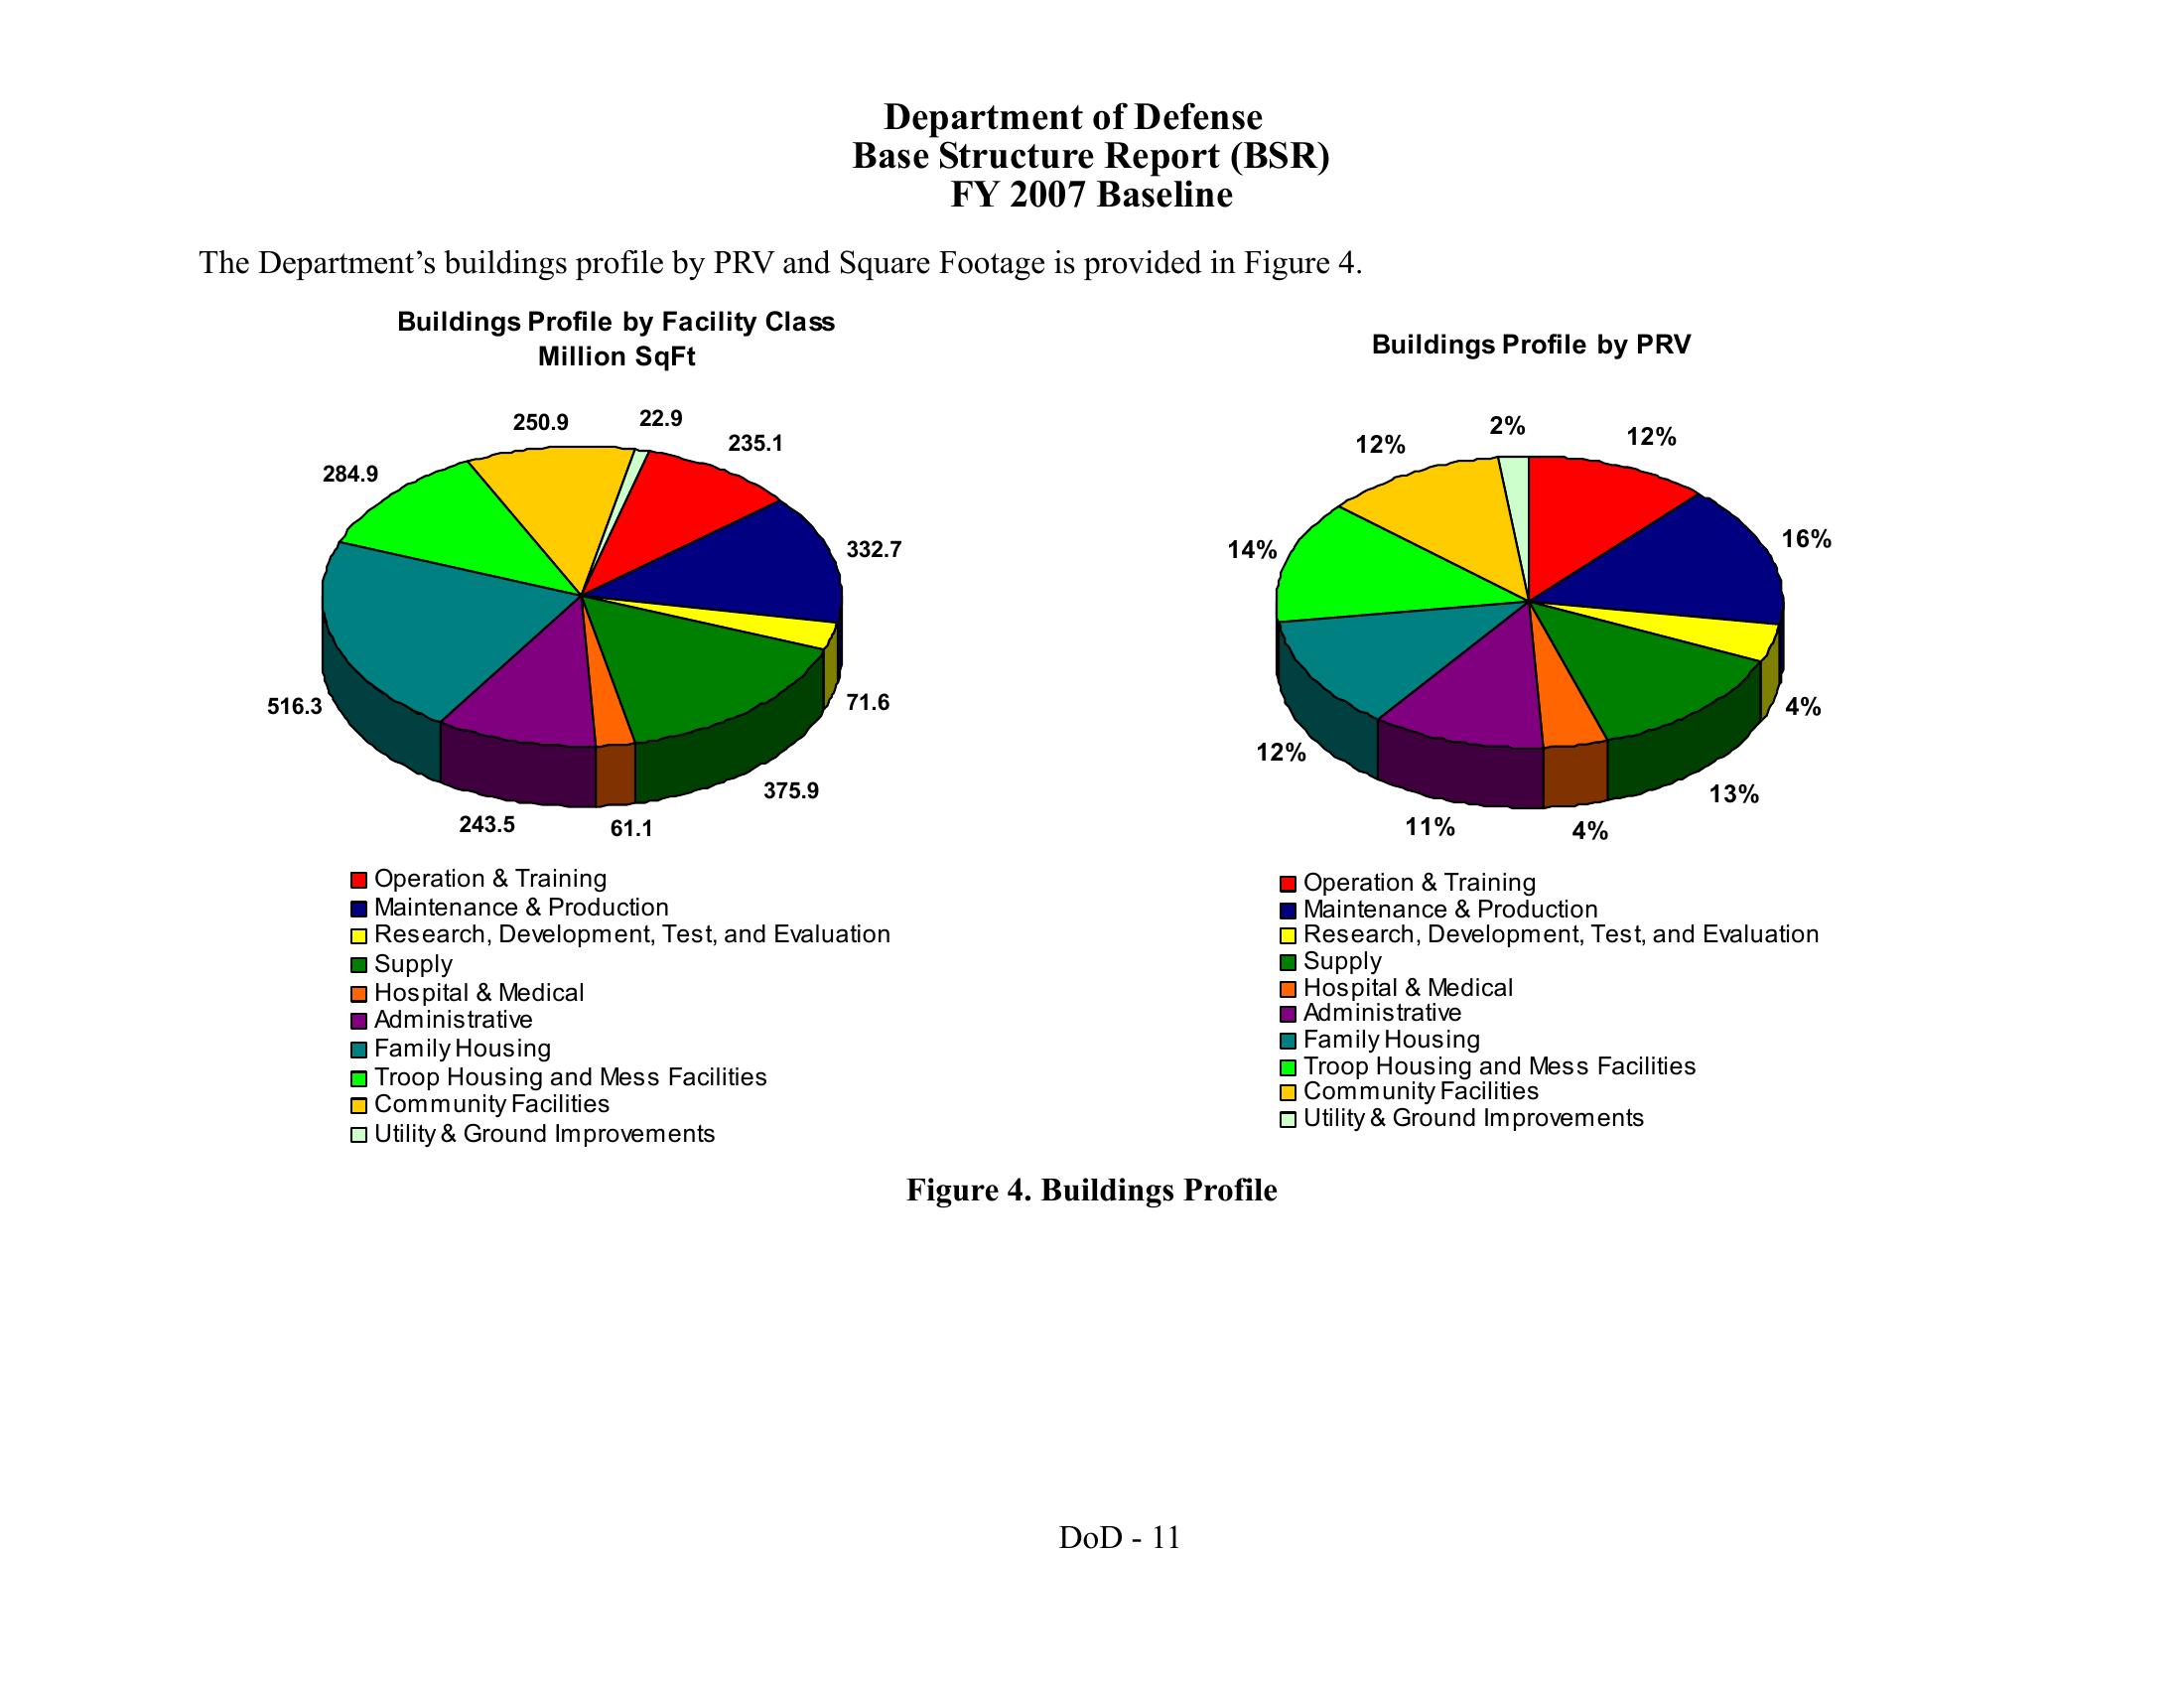 Department of Defense
Base Structure Report (BSR)
FY 2007 Baseline
The Department’s buildings profile by PRV and Square Footage is provided in Figure 4.
Buildings Profile by Facility Class
Million SqFt
250.9
22.9
235.1
284.9
332.7
516.3
71.6
375.9
243.5
61.1
Operation & Training
Maintenance & Production
Research, Development, Test, and Evaluation
Supply
Hospital & Medical
Administrative
Family Housing
Troop Housing and Mess Facilities
Community Facilities
Utility & Ground Improvements
Buildings Profile by PRV
2%
12%
12%
16%
14%
4%
12%
13%
11%
4%
Operation & Training
Maintenance & Production
Research, Development, Test, and Evaluation
Supply
Hospital & Medical
Administrative
Family Housing
Troop Housing and Mess Facilities
Community Facilities
Utility & Ground Improvements
Figure 4. Buildings Profile
DoD - 11